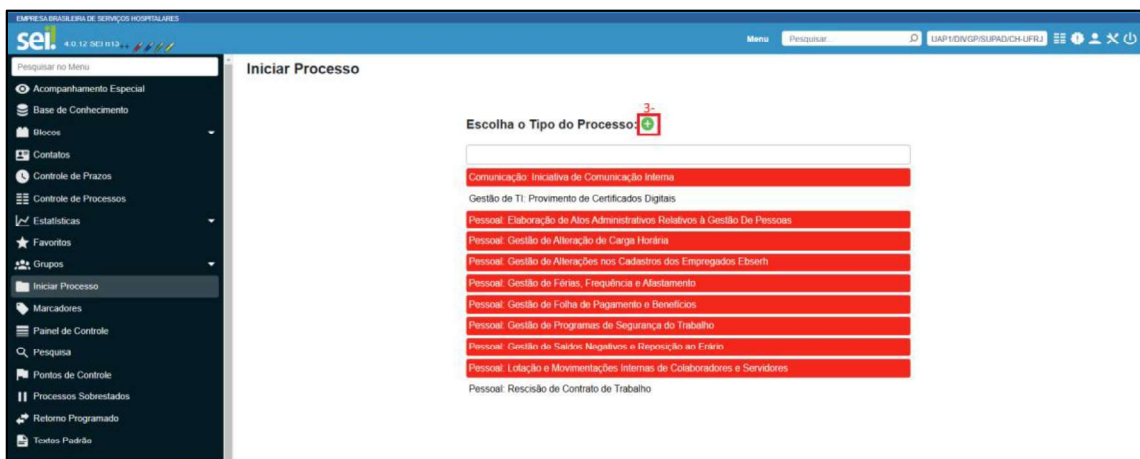 EMPRESA BRASILEIRA DE SERVIÇOS HOSPITALARES
sei. 4.0.12 SEI n13
Menu
Pesquisar...
UAP1/DIVGP/SUPAD/CH-UFRJ
Pesquisar no Menu
Acompanhamento Especial
Base de Conhecimento
Blocos
Contatos
Controle de Prazos
Controle de Processos
Estatísticas
Favoritos
Grupos
Iniciar Processo
Marcadores
Painel de Controle
Pesquisa
Pontos de Controle
Processos Sobrestados
Retorno Programado
Textos Padrão
Iniciar Processo
3-
Escolha o Tipo do Processo:
Comunicação: Iniciativa de Comunicação Interna
Gestão de TI: Provimento de Certificados Digitais
Pessoal: Elaboração de Atos Administrativos Relativos à Gestão De Pessoas
Pessoal: Gestão de Alteração de Carga Horária
Pessoal: Gestão de Alterações nos Cadastros dos Empregados Ebserh
Pessoal: Gestão de Férias, Frequência e Afastamento
Pessoal: Gestão de Folha de Pagamento e Benefícios
Pessoal: Gestão de Programas de Segurança do Trabalho
Pessoal: Gestão de Saldos Negativos e Reposição ao Erário
Pessoal: Lotação e Movimentações Internas de Colaboradores e Servidores
Pessoal: Rescisão de Contrato de Trabalho